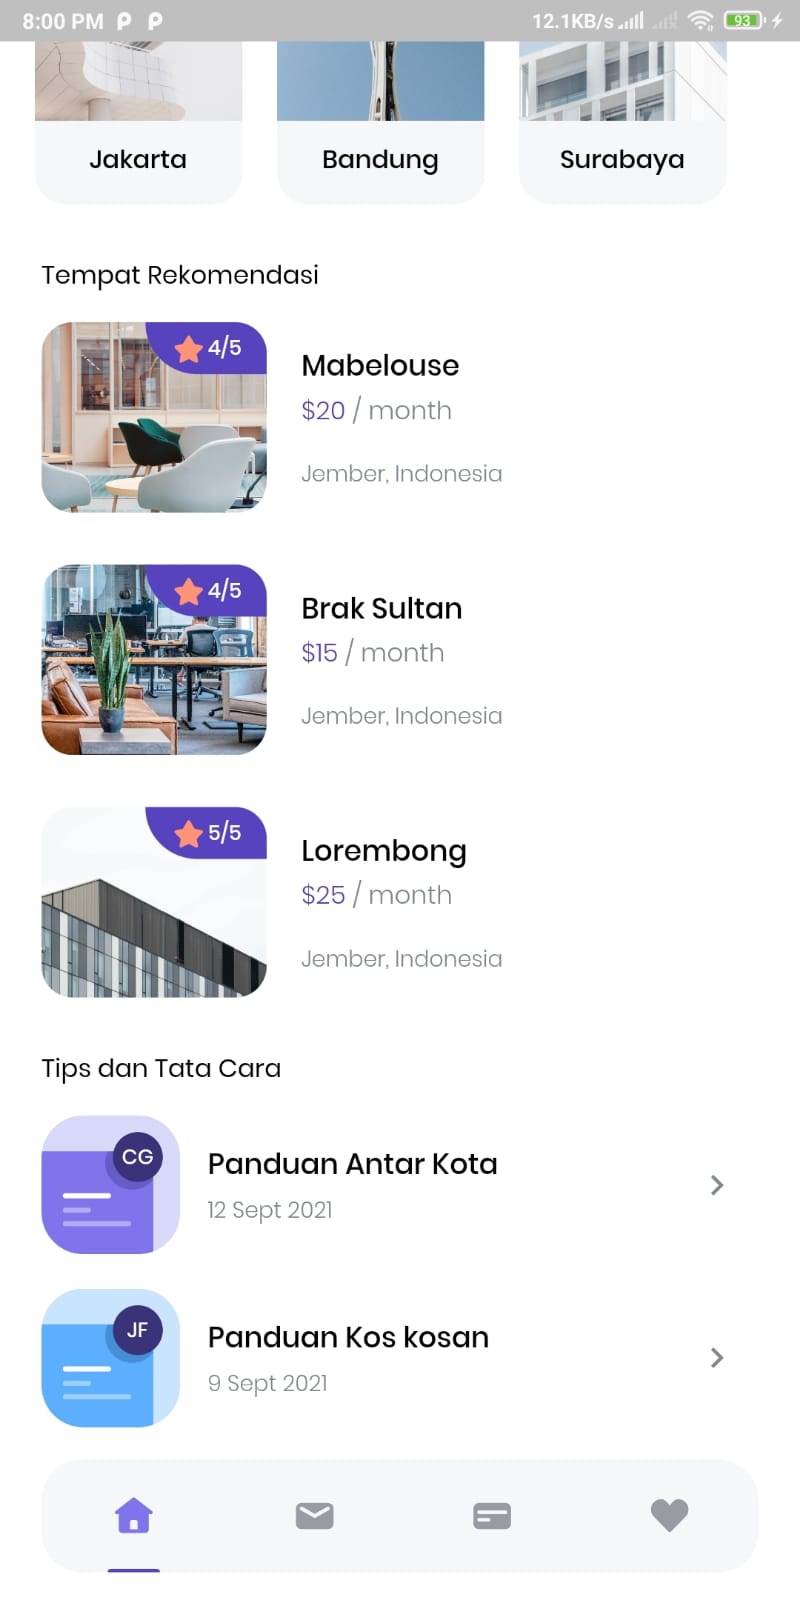 8:00 PM P P 12.1KB/s 93
Jakarta Bandung Surabaya
Tempat Rekomendasi
4/5
Mabelouse
$20 / month
Jember, Indonesia
4/5
Brak Sultan
$15 / month
Jember, Indonesia
5/5
Lorembong
$25 / month
Jember, Indonesia
Tips dan Tata Cara
CG
Panduan Antar Kota
12 Sept 2021
JF
Panduan Kos kosan
9 Sept 2021